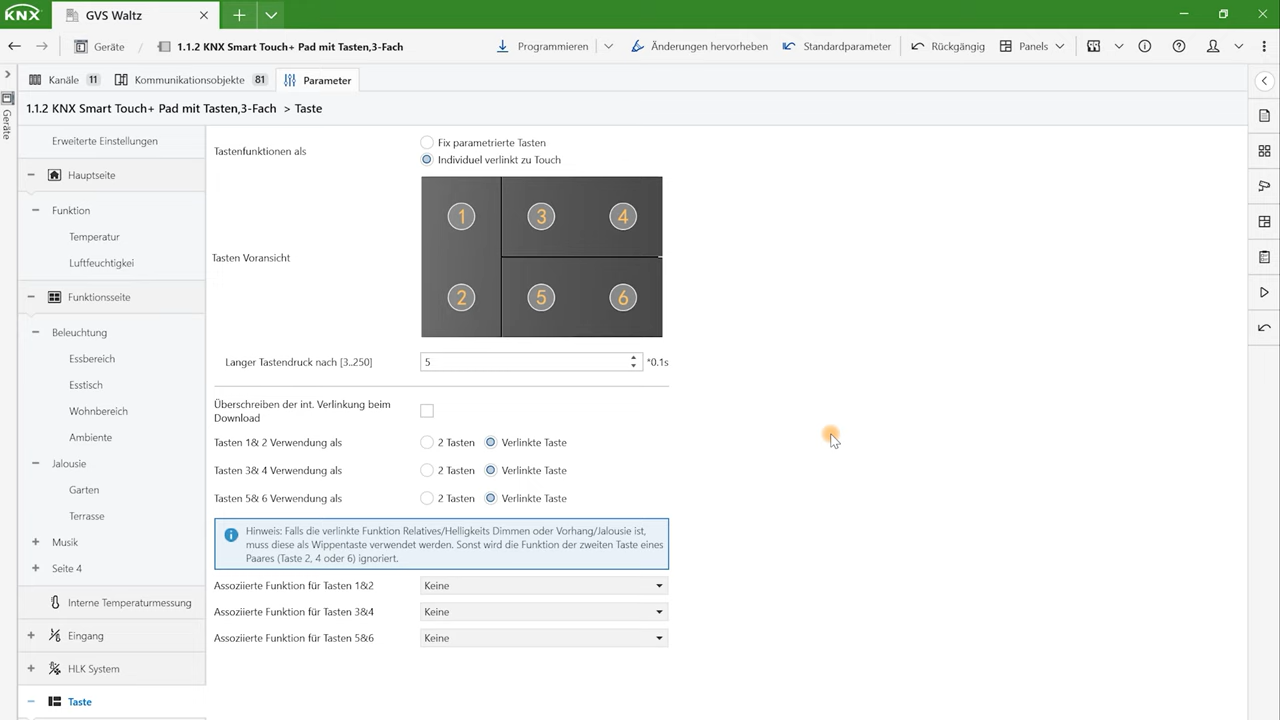 KNX
GVS Waltz
Geräte / 1.1.2 KNX Smart Touch+ Pad mit Tasten,3-Fach
Programmieren
Änderungen hervorheben
Standardparameter
Rückgängig
Panels
Kanäle 11
Kommunikationsobjekte 81
Parameter
Geräte
1.1.2 KNX Smart Touch+ Pad mit Tasten,3-Fach > Taste
Erweiterte Einstellungen
Hauptseite
Funktion
Temperatur
Luftfeuchtigkei
Funktionsseite
Beleuchtung
Essbereich
Esstisch
Wohnbereich
Ambiente
Jalousie
Garten
Terrasse
Musik
Seite 4
Interne Temperaturmessung
Eingang
HLK System
Taste
Tastenfunktionen als
Fix parametrierte Tasten
Individuel verlinkt zu Touch
Tasten Voransicht
1 3 4
2 5 6
Langer Tastendruck nach [3..250] 5 *0.1s
Überschreiben der int. Verlinkung beim
Download
Tasten 1& 2 Verwendung als 2 Tasten Verlinkte Taste
Tasten 3& 4 Verwendung als 2 Tasten Verlinkte Taste
Tasten 5& 6 Verwendung als 2 Tasten Verlinkte Taste
Hinweis: Falls die verlinkte Funktion Relatives/Helligkeits Dimmen oder Vorhang/Jalousie ist,
muss diese als Wippentaste verwendet werden. Sonst wird die Funktion der zweiten Taste eines
Paares (Taste 2, 4 oder 6) ignoriert.
Assoziierte Funktion für Tasten 1&2 Keine
Assoziierte Funktion für Tasten 3&4 Keine
Assoziierte Funktion für Tasten 5&6 Keine